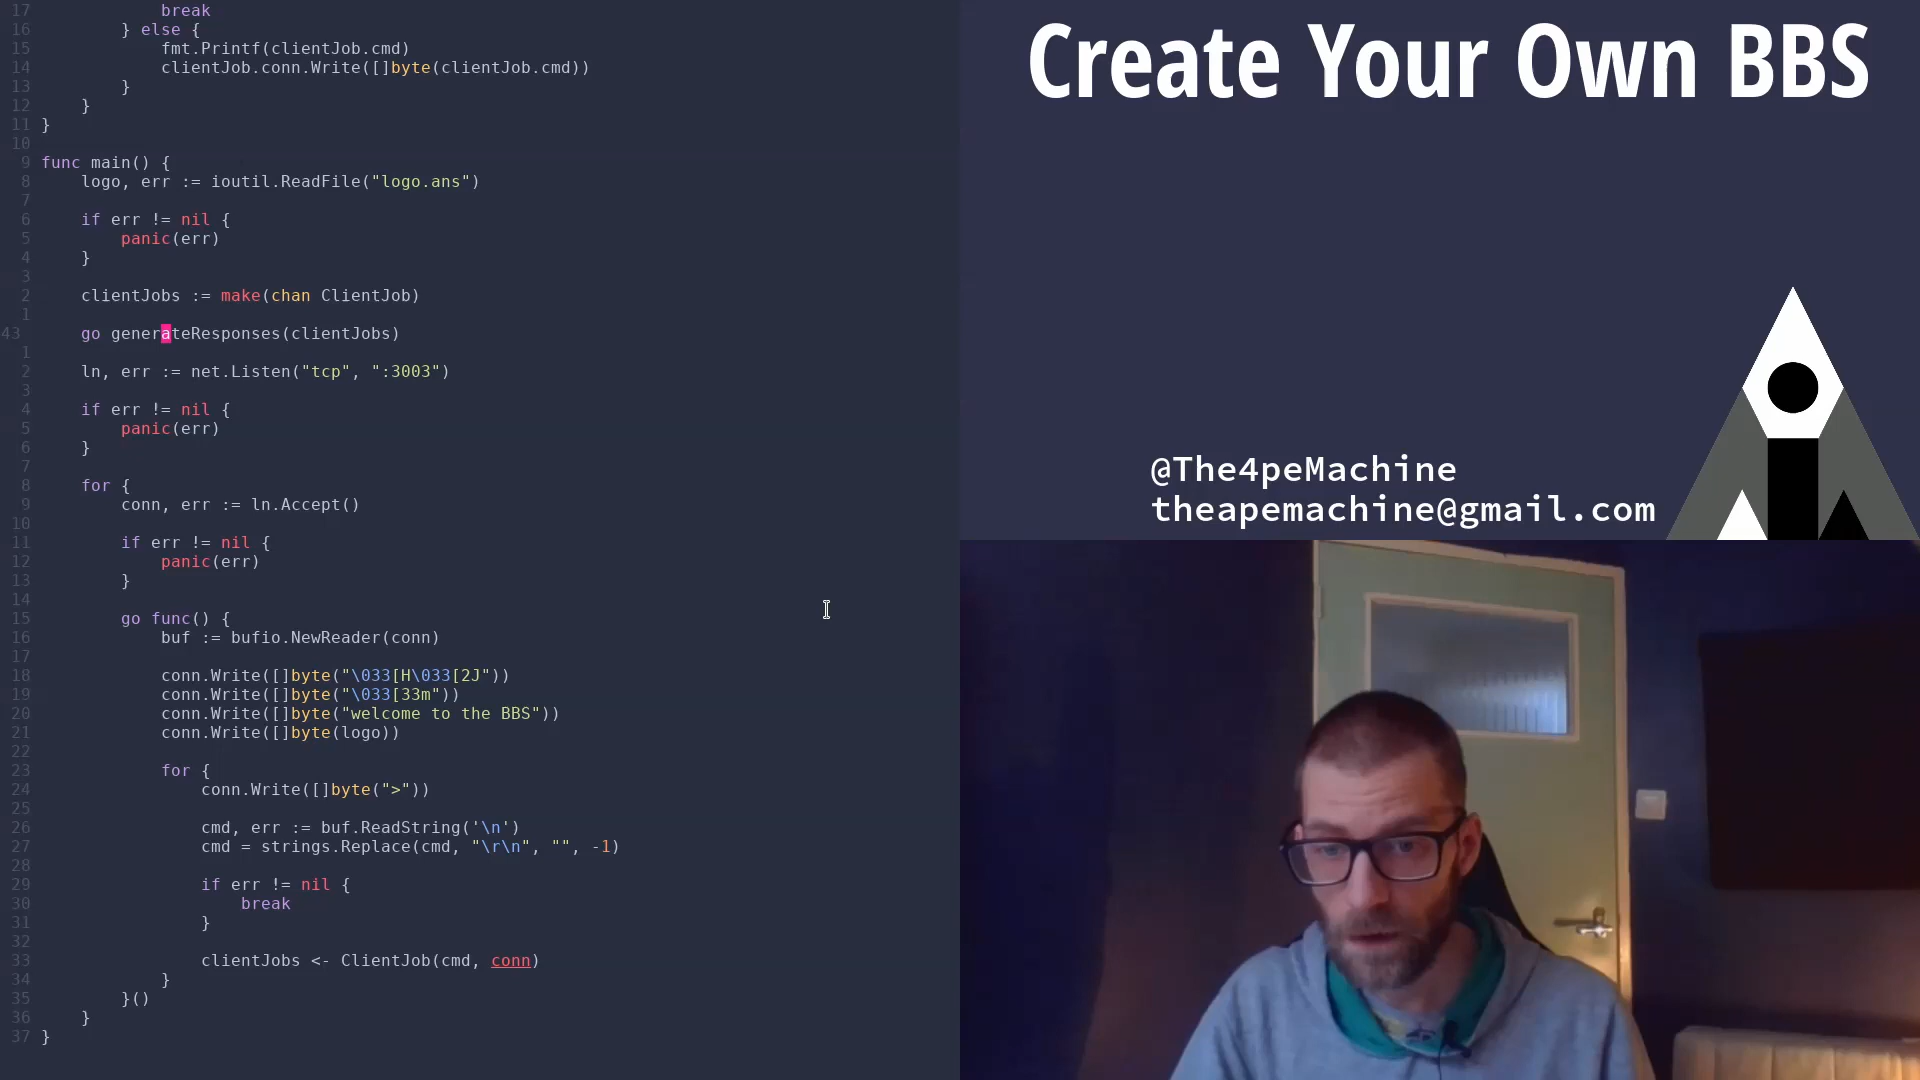 17 break
16 } else {
15 fmt.Printf(clientJob.cmd)
14 clientJob.conn.Write([]byte(clientJob.cmd))
13 }
12 }
11 }
10
9 func main() {
8 logo, err := ioutil.ReadFile("logo.ans")
7
6 if err != nil {
5 panic(err)
4 }
3
2 clientJobs := make(chan ClientJob)
1
43 go generateResponses(clientJobs)
1
2 ln, err := net.Listen("tcp", ":3003")
3
4 if err != nil {
5 panic(err)
6 }
7
8 for {
9 conn, err := ln.Accept()
10
11 if err != nil {
12 panic(err)
13 }
14
15 go func() {
16 buf := bufio.NewReader(conn)
17
18 conn.Write([]byte("\033[H\033[2J"))
19 conn.Write([]byte("\033[33m"))
20 conn.Write([]byte("welcome to the BBS"))
21 conn.Write([]byte(logo))
22
23 for {
24 conn.Write([]byte(">"))
25
26 cmd, err := buf.ReadString('\n')
27 cmd = strings.Replace(cmd, "\r\n", "", -1)
28
29 if err != nil {
30 break
31 }
32
33 clientJobs <- ClientJob(cmd, conn)
34 }
35 }()
36 }
37 }
Create Your Own BBS
@The4peMachine
theapemachine@gmail.com